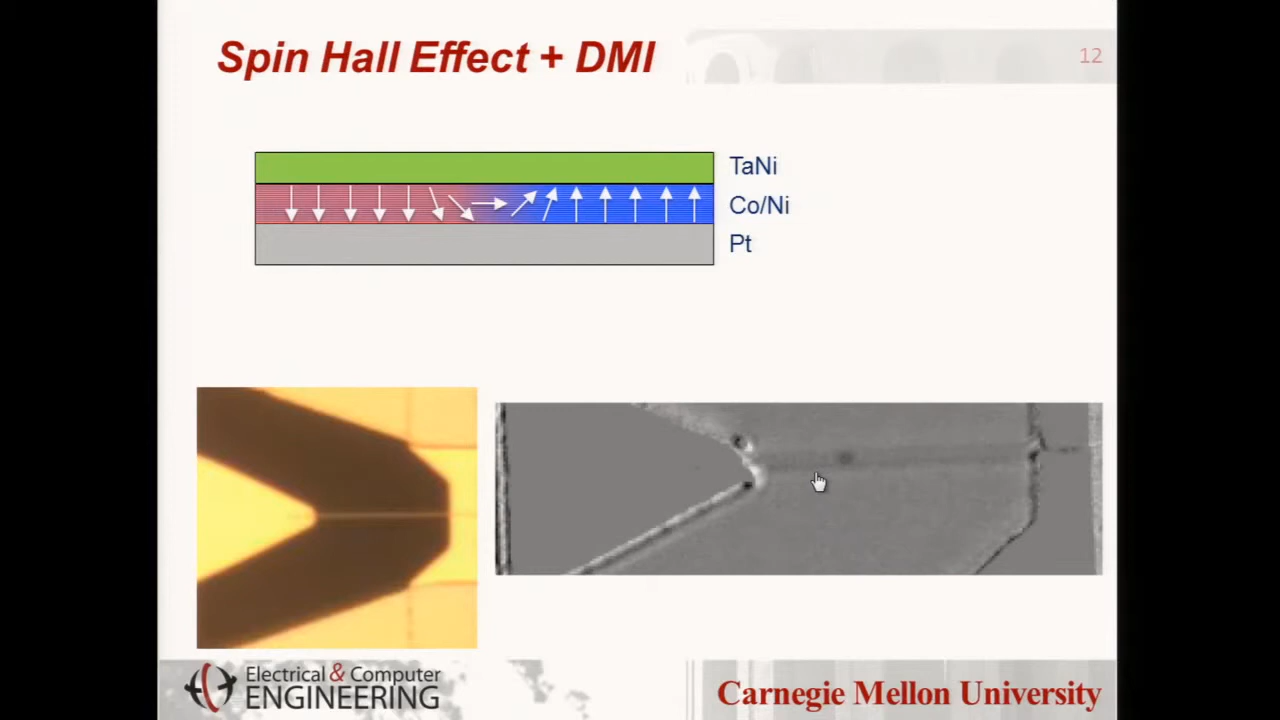 Spin Hall Effect + DMI
12
TaNi
Co/Ni
Pt
Electrical & Computer
ENGINEERING
Carnegie Mellon University